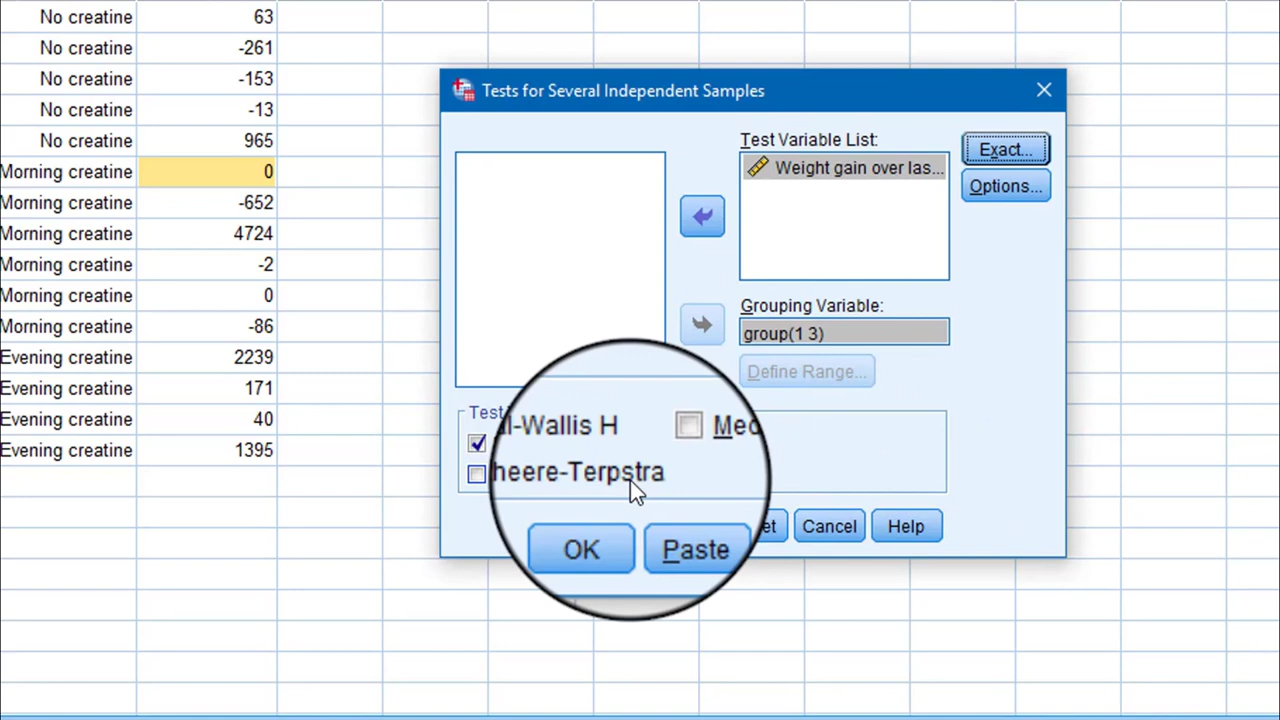 No creatine 63
No creatine -261
No creatine -153
No creatine -13
No creatine 965
Morning creatine 0
Morning creatine -652
Morning creatine 4724
Morning creatine -2
Morning creatine 0
Morning creatine -86
Evening creatine 2239
Evening creatine 171
Evening creatine 40
Evening creatine 1395
Tests for Several Independent Samples
Test Variable List:
Weight gain over las...
Exact...
Options...
Grouping Variable:
group(1 3)
Define Range...
Test
al-Wallis H Med
heere-Terpstra
OK Paste et Cancel Help